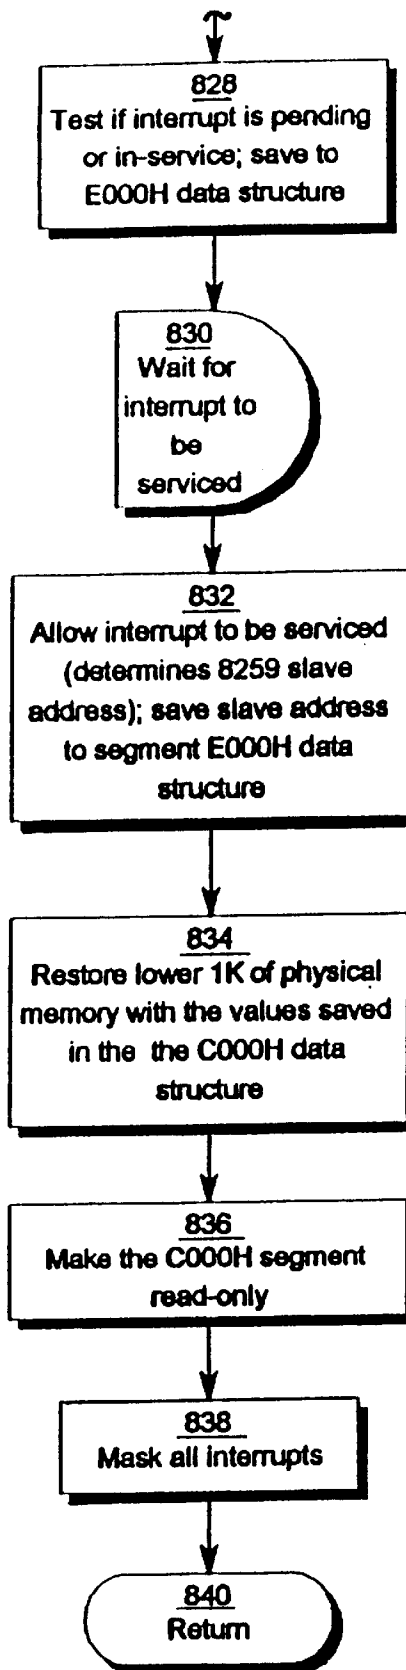 828
Test if interrupt is pending
or in-service; save to
E000H data structure
830
Wait for
interrupt to
be
serviced
832
Allow interrupt to be serviced
(determines 8259 slave
address); save slave address
to segment E000H data
structure
834
Restore lower 1K of physical
memory with the values saved
in the the C000H data
structure
836
Make the C000H segment
read-only
838
Mask all interrupts
840
Return